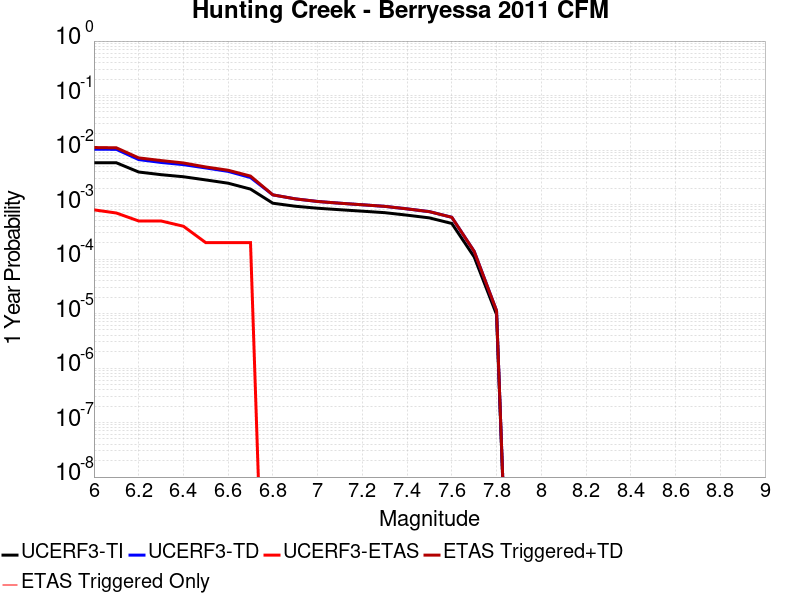 Hunting Creek - Berryessa 2011 CFM
10^0
10^-1
10^-2
10^-3
10^-4
10^-5
10^-6
10^-7
10^-8
1 Year Probability
6 6.2 6.4 6.6 6.8 7 7.2 7.4 7.6 7.8 8 8.2 8.4 8.6 8.8 9
Magnitude
UCERF3-TI UCERF3-TD UCERF3-ETAS ETAS Triggered+TD
ETAS Triggered Only